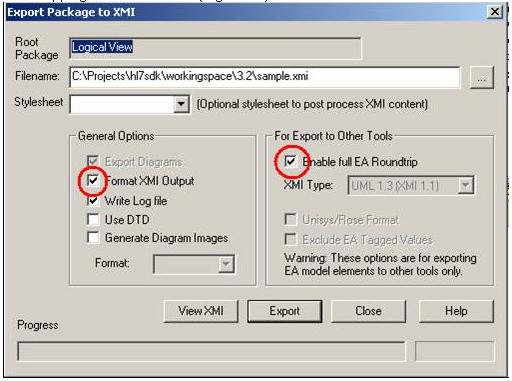 Export Package to XMI
Root Package
Logical View
Filename:
C:\Projects\hl7sdk\workingspace\3.2\sample.xmi
...
Stylesheet
(Optional stylesheet to post process XMI content)
General Options
Export Diagrams
Format XMI Output
Write Log file
Use DTD
Generate Diagram Images
Format:
For Export to Other Tools
Enable full EA Roundtrip
XMI Type:
UML 1.3 (XMI 1.1)
Unisys/Rose Format
Exclude EA Tagged Values
Warning: These options are for exporting
EA model elements to other tools only.
View XMI
Export
Close
Help
Progress